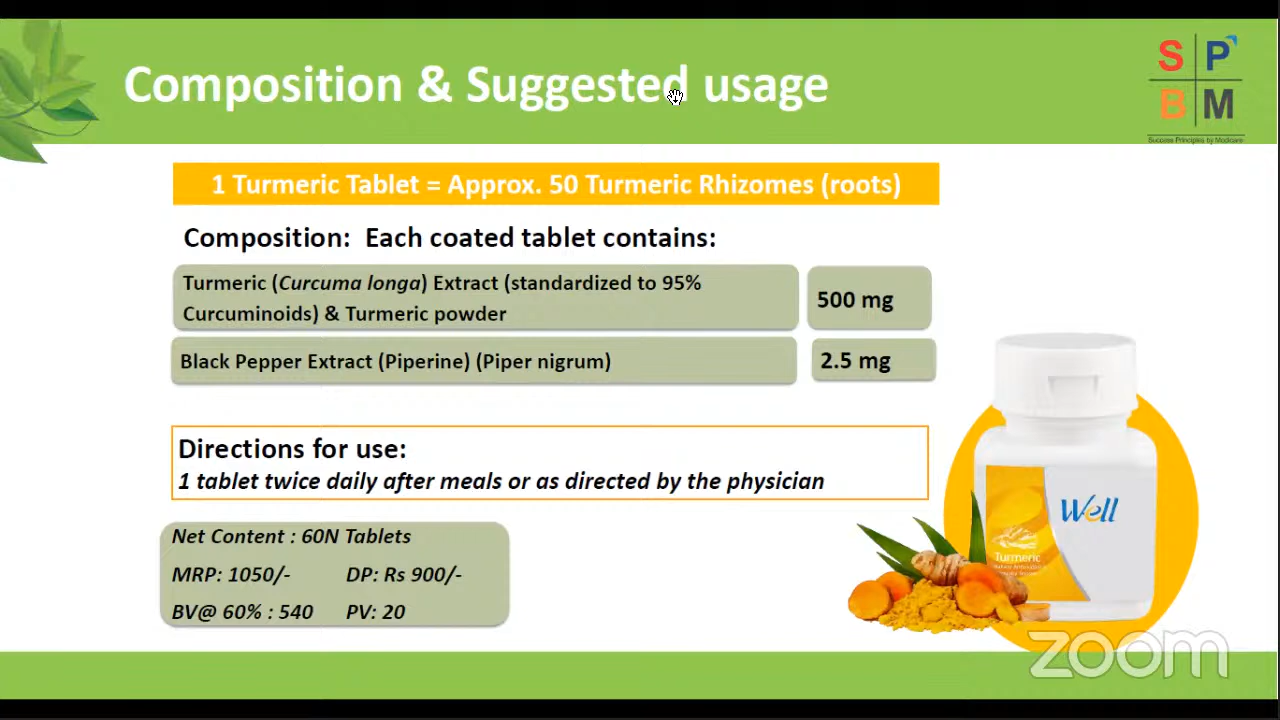 Composition & Suggested usage
S P
B M
Success Principles by Modicare
1 Turmeric Tablet = Approx. 50 Turmeric Rhizomes (roots)
Composition: Each coated tablet contains:
Turmeric (Curcuma longa) Extract (standardized to 95%
Curcuminoids) & Turmeric powder
500 mg
Black Pepper Extract (Piperine) (Piper nigrum)
2.5 mg
Directions for use:
1 tablet twice daily after meals or as directed by the physician
Net Content : 60N Tablets
MRP: 1050/- DP: Rs 900/-
BV@ 60% : 540 PV: 20
Well
Turmeric
zoom